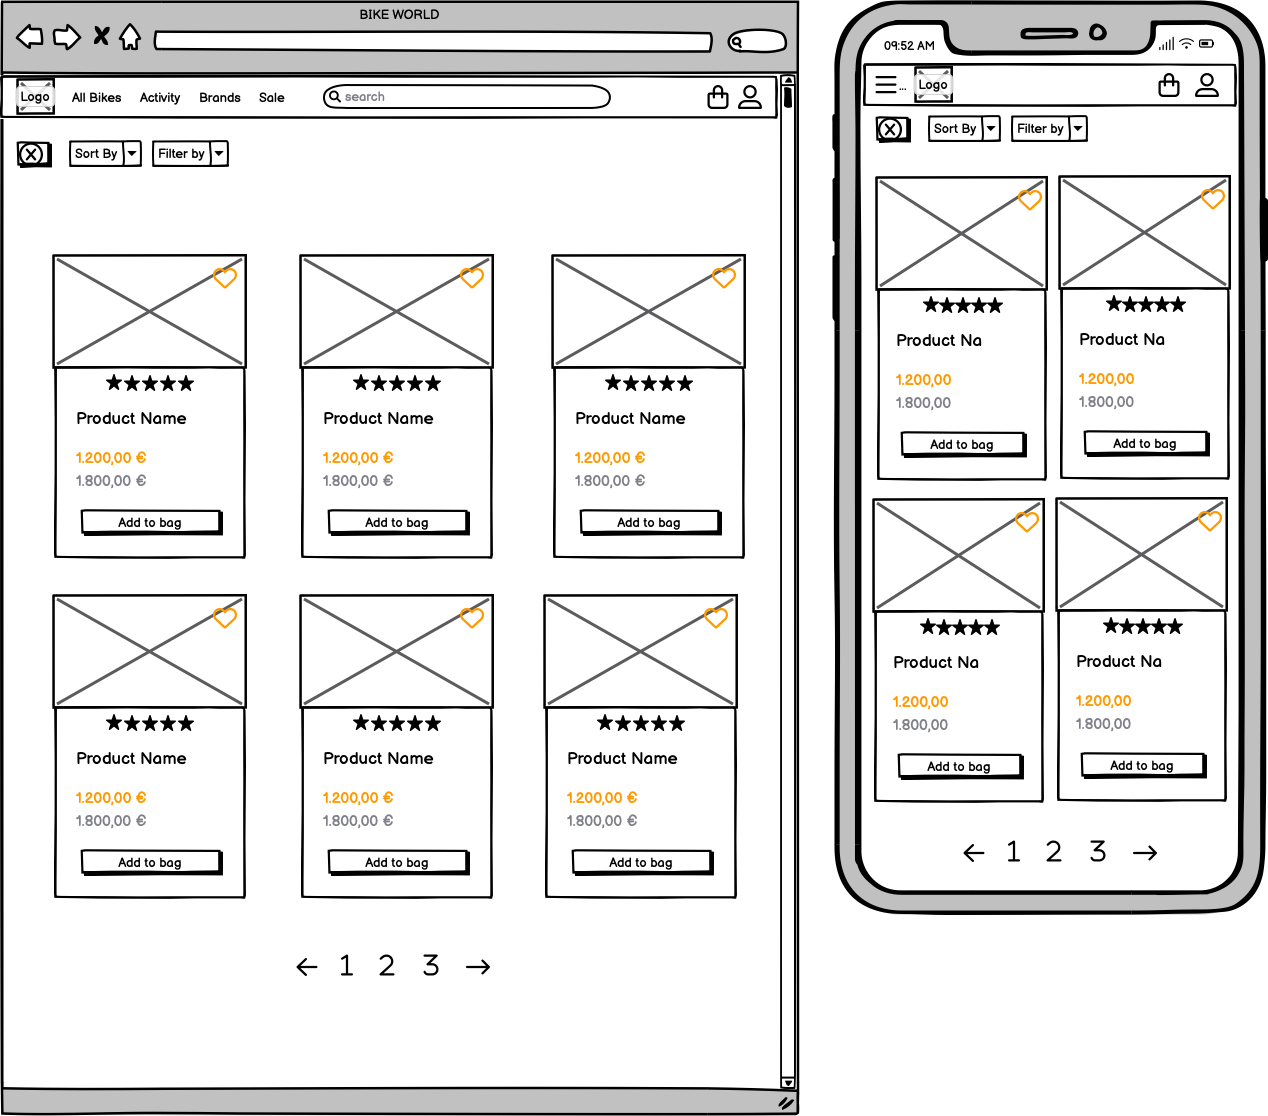 BIKE WORLD
Logo All Bikes Activity Brands Sale search
Sort By Filter by
Product Name Product Name Product Name
1.200,00 € 1.200,00 € 1.200,00 €
1.800,00 € 1.800,00 € 1.800,00 €
Add to bag Add to bag Add to bag
Product Name Product Name Product Name
1.200,00 € 1.200,00 € 1.200,00 €
1.800,00 € 1.800,00 € 1.800,00 €
Add to bag Add to bag Add to bag
← 1 2 3 →
09:52 AM
... Logo
Sort By Filter by
Product Na Product Na
1.200,00 1.200,00
1.800,00 1.800,00
Add to bag Add to bag
Product Na Product Na
1.200,00 1.200,00
1.800,00 1.800,00
Add to bag Add to bag
← 1 2 3 →